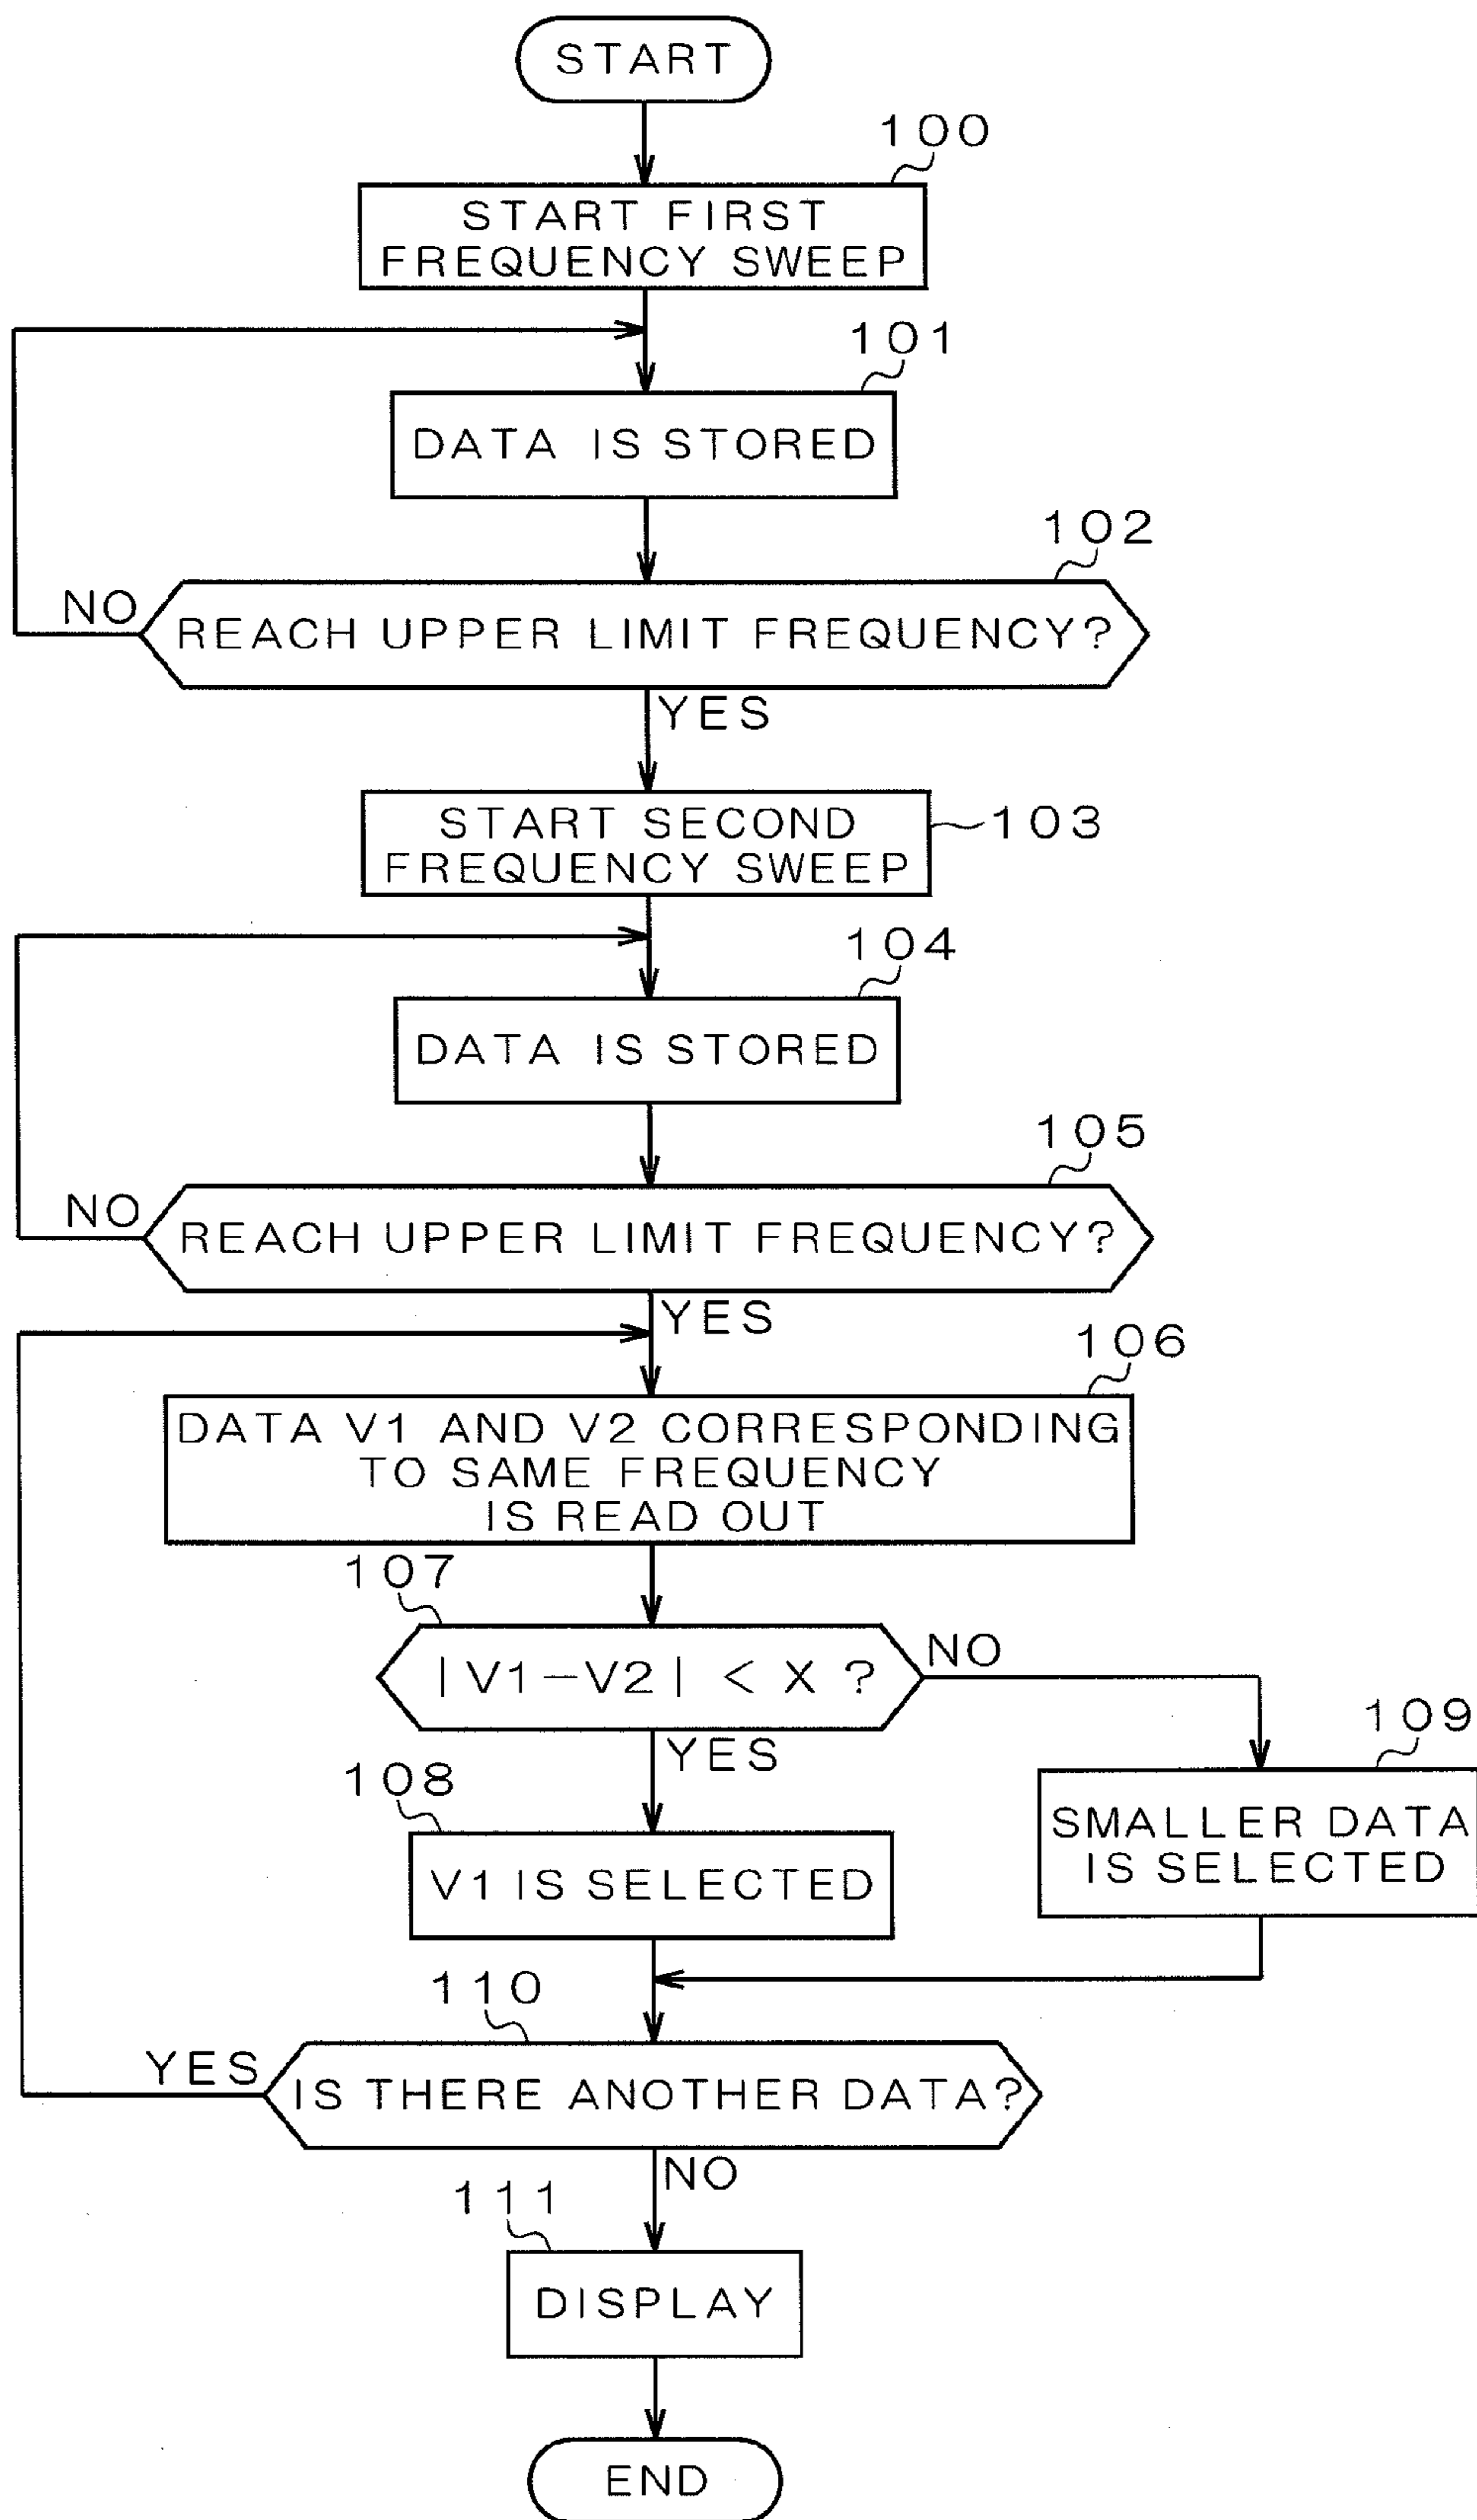 START
100
START FIRST
FREQUENCY SWEEP
101
DATA IS STORED
102
NO
REACH UPPER LIMIT FREQUENCY?
YES
START SECOND
FREQUENCY SWEEP
103
104
DATA IS STORED
105
NO
REACH UPPER LIMIT FREQUENCY?
YES
106
DATA V1 AND V2 CORRESPONDING
TO SAME FREQUENCY
IS READ OUT
107
|V1-V2| < X ?
NO
YES
109
SMALLER DATA
IS SELECTED
108
V1 IS SELECTED
110
YES
IS THERE ANOTHER DATA?
NO
111
DISPLAY
END